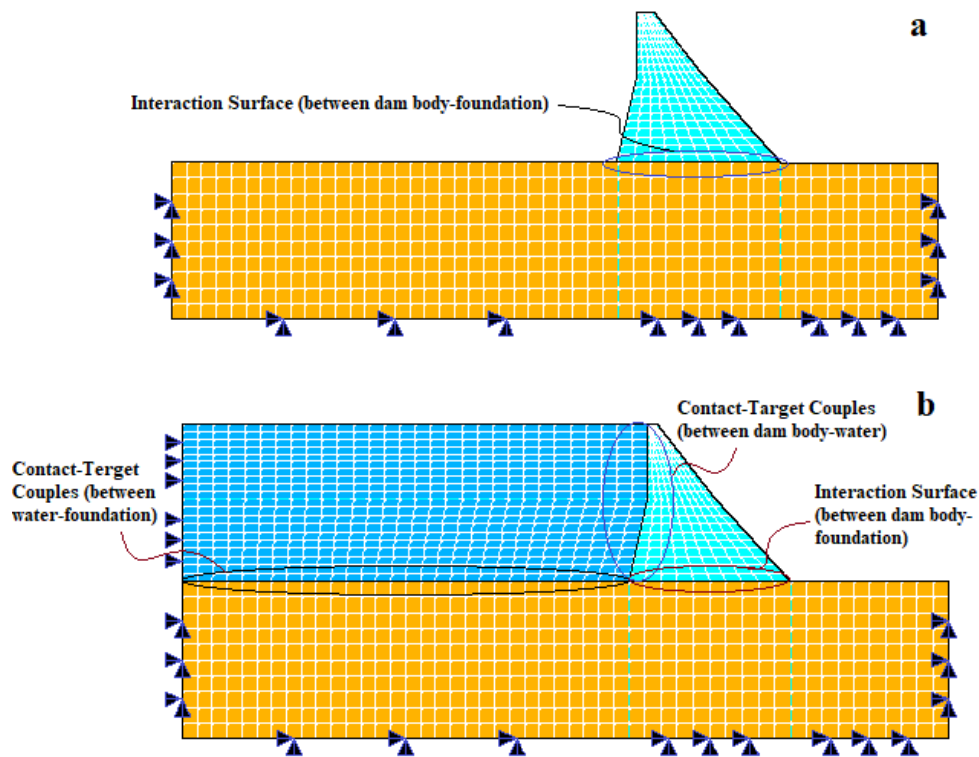 a
Interaction Surface (between dam body-foundation)
b
Contact-Target Couples
(between dam body-water)
Contact-Terget
Couples (between
water-foundation)
Interaction Surface
(between dam body-
foundation)